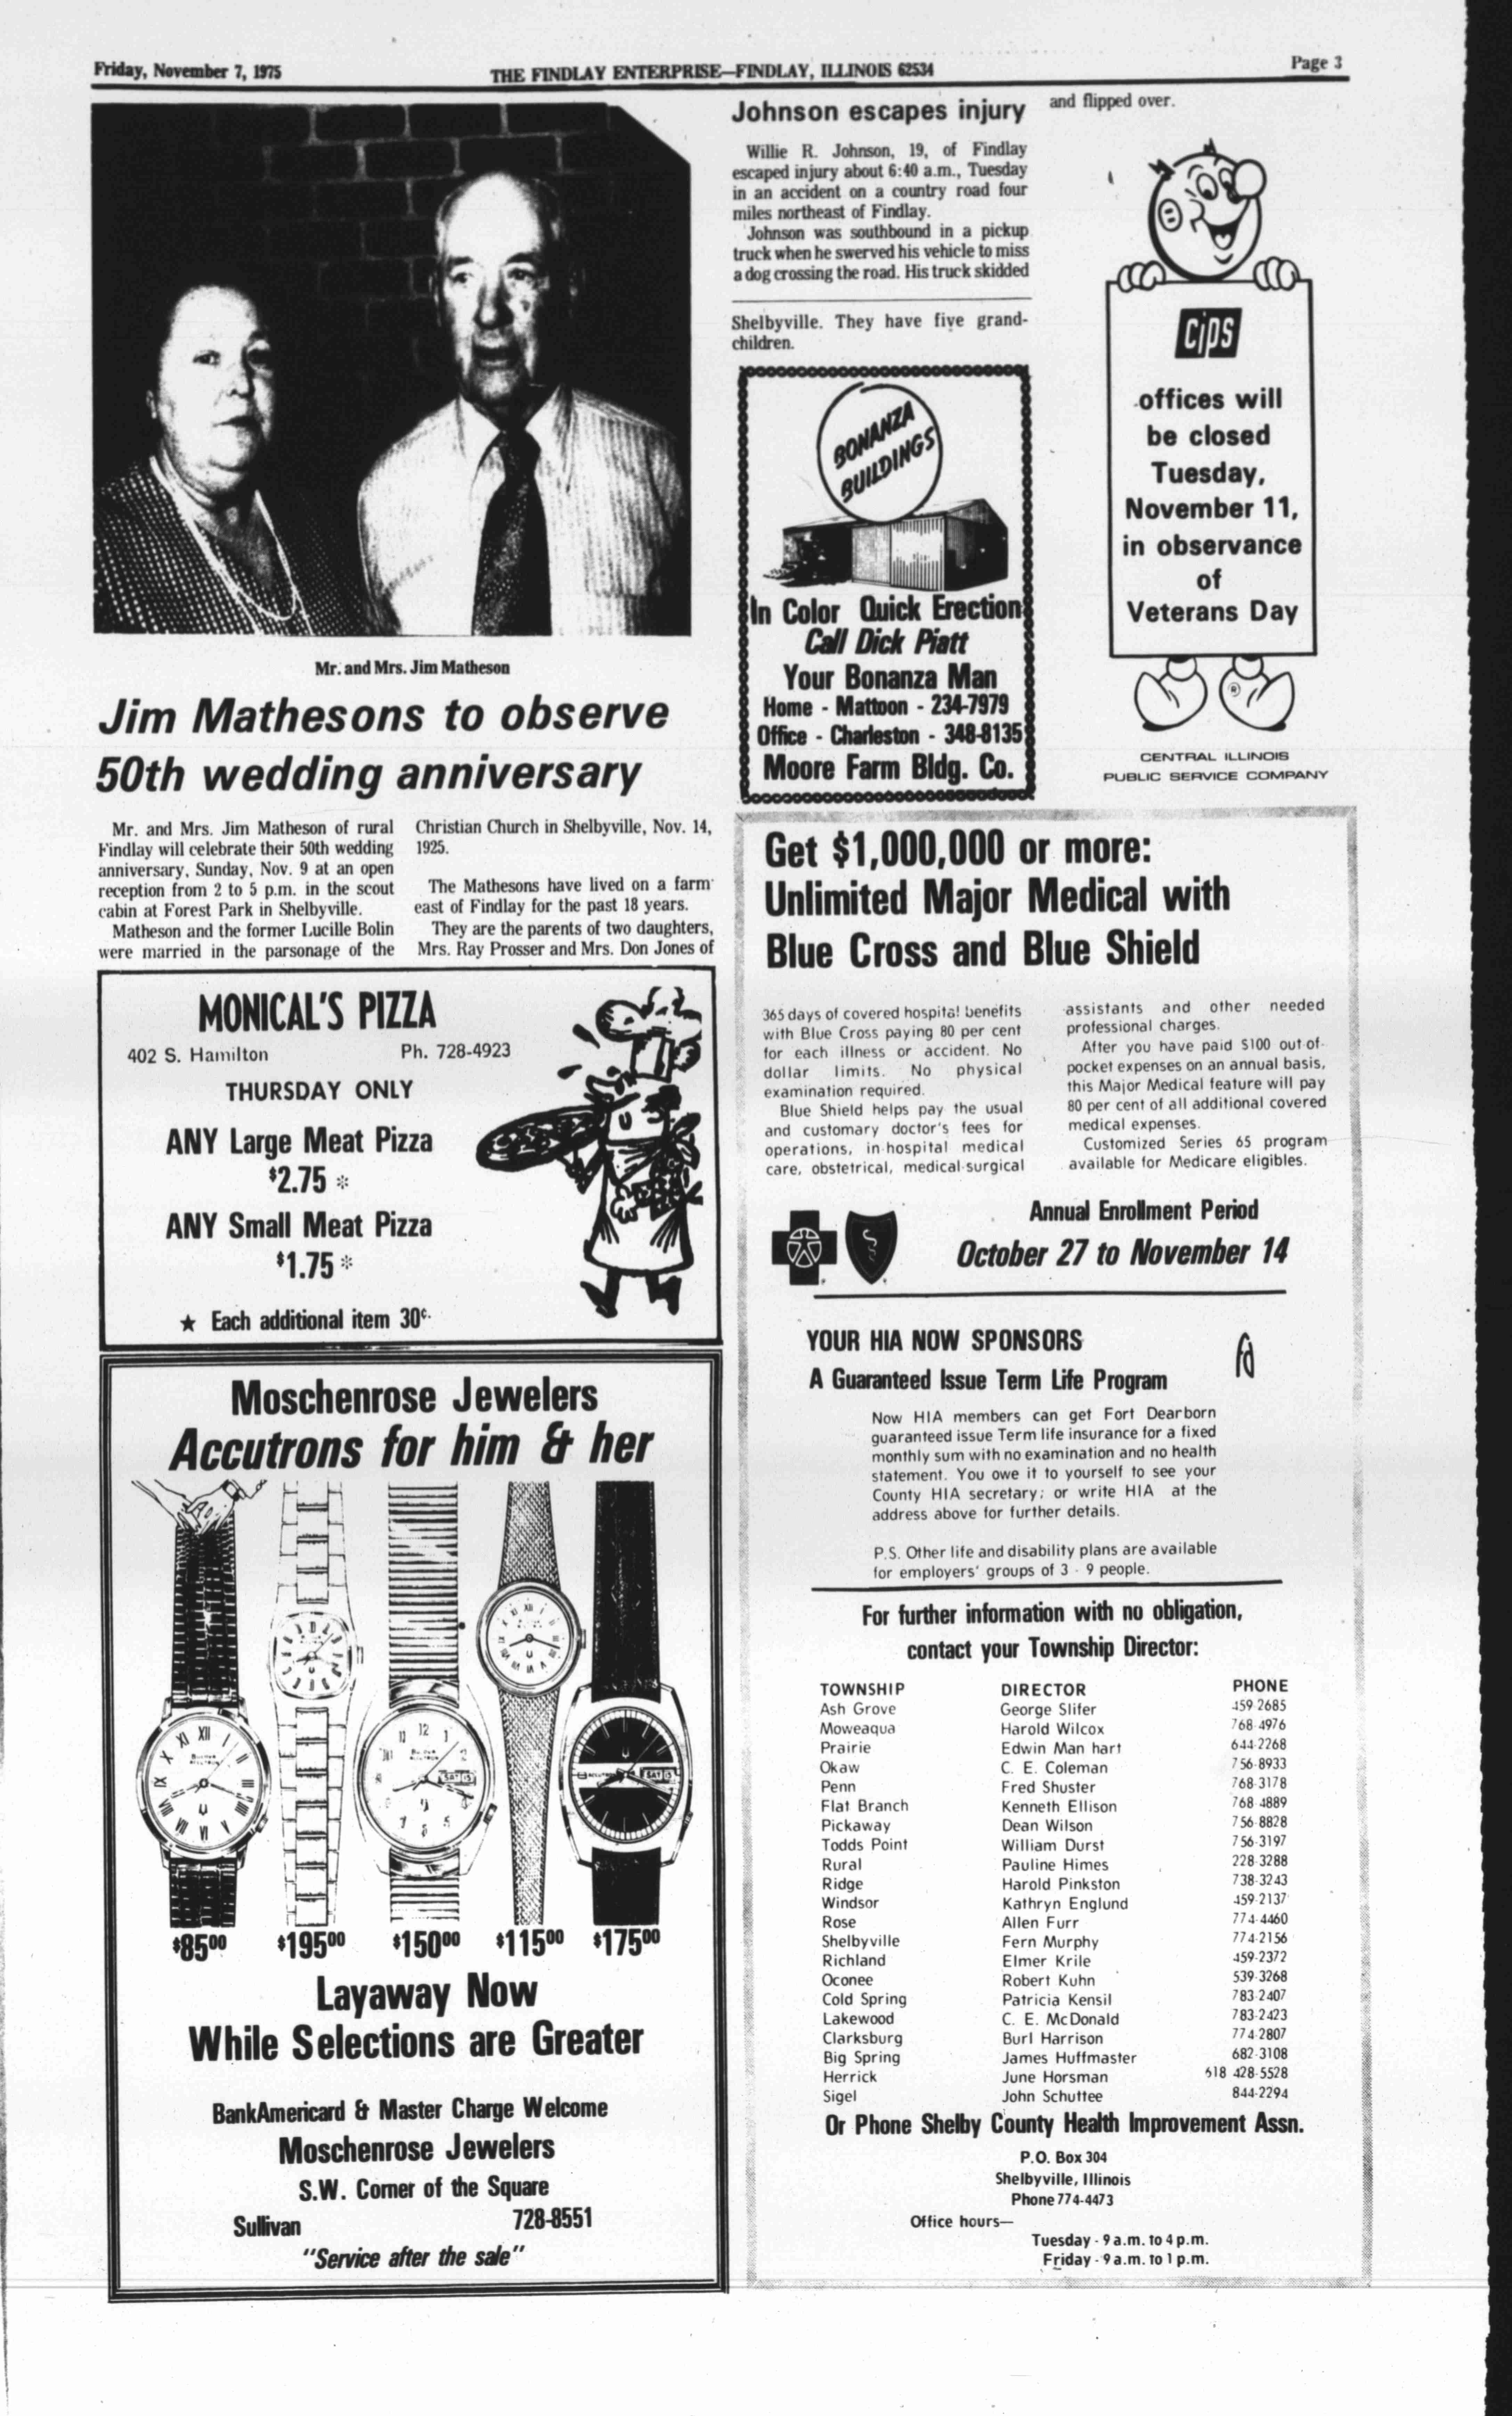 Friday, November 7, 1975
THE FINDLAY ENTERPRISE—FINDLAY, ILLINOIS 62534
Page 3
Mr. and Mrs. Jim Matheson
Jim Mathesons to observe
50th wedding anniversary
Mr. and Mrs. Jim Matheson of rural
Findlay will celebrate their 50th wedding
anniversary, Sunday, Nov. 9 at an open
reception from 2 to 5 p.m. in the scout
cabin at Forest Park in Shelbyville.
Matheson and the former Lucille Bolin
were married in the parsonage of the
Christian Church in Shelbyville, Nov. 14,
1925.
The Mathesons have lived on a farm
east of Findlay for the past 18 years.
They are the parents of two daughters,
Mrs. Ray Prosser and Mrs. Don Jones of
Shelbyville. They have five grand-
children.
Johnson escapes injury
Willie R. Johnson, 19, of Findlay
escaped injury about 6:40 a.m., Tuesday
in an accident on a country road four
miles northeast of Findlay.
Johnson was southbound in a pickup
truck when he swerved his vehicle to miss
a dog crossing the road. His truck skidded
and flipped over.
CIPS
offices will
be closed
Tuesday,
November 11,
in observance
of
Veterans Day
CENTRAL ILLINOIS
PUBLIC SERVICE COMPANY
BONANZA
BUILDINGS
In Color Quick Erection
Call Dick Piatt
Your Bonanza Man
Home - Mattoon - 234-7979
Office - Charleston - 348-8135
Moore Farm Bldg. Co.
MONICAL'S PIZZA
402 S. Hamilton Ph. 728-4923
THURSDAY ONLY
ANY Large Meat Pizza
$2.75 *
ANY Small Meat Pizza
$1.75 *
★ Each additional item 30¢
Moschenrose Jewelers
Accutrons for him & her
$85.00 $195.00 $150.00 $115.00 $175.00
Layaway Now
While Selections are Greater
BankAmericard & Master Charge Welcome
Moschenrose Jewelers
S.W. Corner of the Square
Sullivan 728-8551
"Service after the sale"
Get $1,000,000 or more:
Unlimited Major Medical with
Blue Cross and Blue Shield
365 days of covered hospital benefits
with Blue Cross paying 80 per cent
for each illness or accident. No
dollar limits. No physical
examination required.
Blue Shield helps pay the usual
and customary doctor's fees for
operations, in-hospital medical
care, obstetrical, medical-surgical
assistants and other needed
professional charges.
After you have paid $100 out-of-
pocket expenses on an annual basis,
this Major Medical feature will pay
80 per cent of all additional covered
medical expenses.
Customized Series 65 program
available for Medicare eligibles.
Annual Enrollment Period
October 27 to November 14
YOUR HIA NOW SPONSORS
A Guaranteed Issue Term Life Program
fd
Now HIA members can get Fort Dearborn
guaranteed issue Term life insurance for a fixed
monthly sum with no examination and no health
statement. You owe it to yourself to see your
County HIA secretary; or write HIA at the
address above for further details.
P.S. Other life and disability plans are available
for employers' groups of 3 - 9 people.
For further information with no obligation,
contact your Township Director:
TOWNSHIP DIRECTOR PHONE
Ash Grove George Slifer 459-2685
Moweaqua Harold Wilcox 768-4976
Prairie Edwin Man hart 644-2268
Okaw C. E. Coleman 756-8933
Penn Fred Shuster 768-3178
Flat Branch Kenneth Ellison 768-4889
Pickaway Dean Wilson 756-8828
Todds Point William Durst 756-3197
Rural Pauline Himes 228-3288
Ridge Harold Pinkston 738-3243
Windsor Kathryn Englund 459-2137
Rose Allen Furr 774-4460
Shelbyville Fern Murphy 774-2156
Richland Elmer Krile 459-2372
Oconee Robert Kuhn 539-3268
Cold Spring Patricia Kensil 783-2407
Lakewood C. E. McDonald 783-2423
Clarksburg Burl Harrison 774-2807
Big Spring James Huffmaster 682-3108
Herrick June Horsman 618 428-5528
Sigel John Schuttee 844-2294
Or Phone Shelby County Health Improvement Assn.
P.O. Box 304
Shelbyville, Illinois
Phone 774-4473
Office hours—
Tuesday - 9 a.m. to 4 p.m.
Friday - 9 a.m. to 1 p.m.